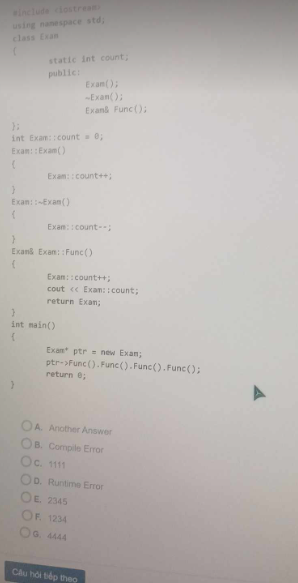 #include <iostream>
using namespace std;
class Exam
{
static int count;
public:
Exam();
~Exam();
Exam& Func();
};
int Exam::count = 0;
Exam::Exam()
{
Exam::count++;
}
Exam::~Exam()
{
Exam::count--;
}
Exam& Exam::Func()
{
Exam::count++;
cout << Exam::count;
return Exam;
}
int main()
{
Exam* ptr = new Exam;
ptr->Func().Func().Func().Func();
return 0;
}
A. Another Answer
B. Compile Error
C. 1111
D. Runtime Error
E. 2345
F. 1234
G. 4444
Câu hỏi tiếp theo